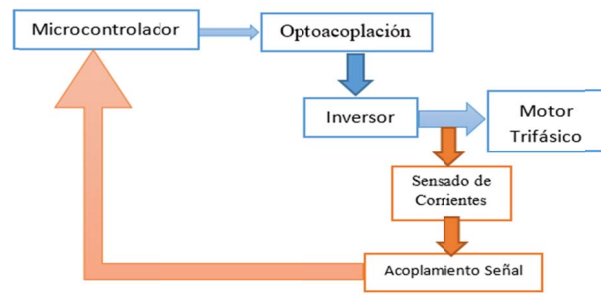 Microcontrolador
Optoacoplación
Inversor
Motor
Trifásico
Sensado de
Corrientes
Acoplamiento Señal